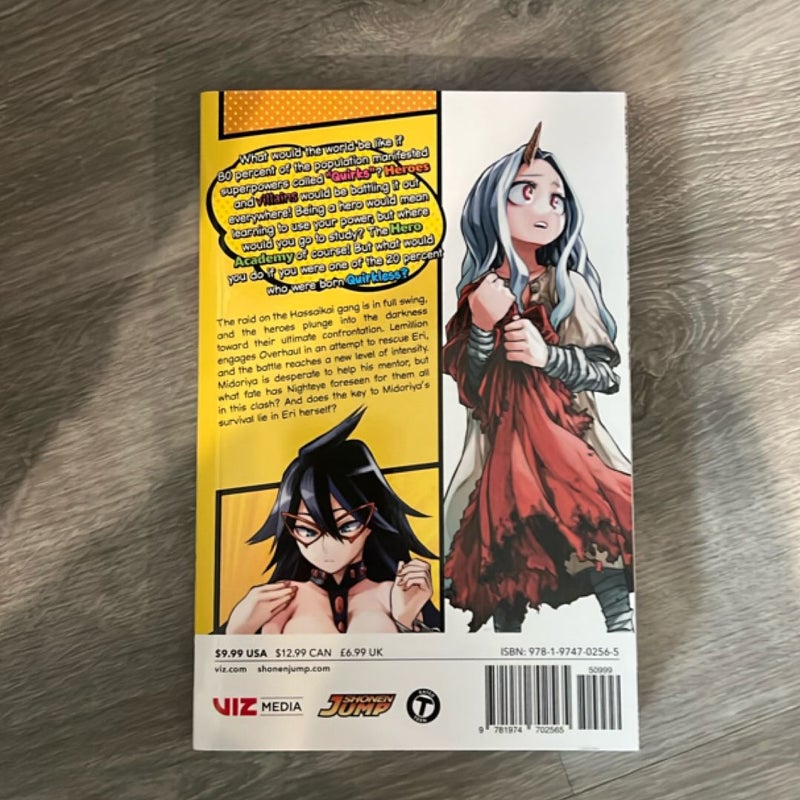 What would the world be like if
80 percent of the population manifested
superpowers called "Quirks"? Heroes
and Villains would be battling it out
everywhere! Being a hero would mean
learning to use your power, but where
would you go to study? The Hero
Academy of course! But what would
you do if you were one of the 20 percent
who were born Quirkless?
The raid on the Hassaikai gang is in full swing,
and the heroes plunge into the darkness
toward their ultimate confrontation. Lemillion
engages Overhaul in an attempt to rescue Eri,
and the battle reaches a new level of intensity.
Midoriya is desperate to help his mentor, but
what fate has Nighteye foreseen for them all
in this clash? And does the key to Midoriya's
survival lie in Eri herself?
$9.99 USA $12.99 CAN £6.99 UK
viz.com shonenjump.com
VIZ MEDIA
SHONEN
JUMP
RATED
T
TEEN
ISBN: 978-1-9747-0256-5
50999
9 781974 702565